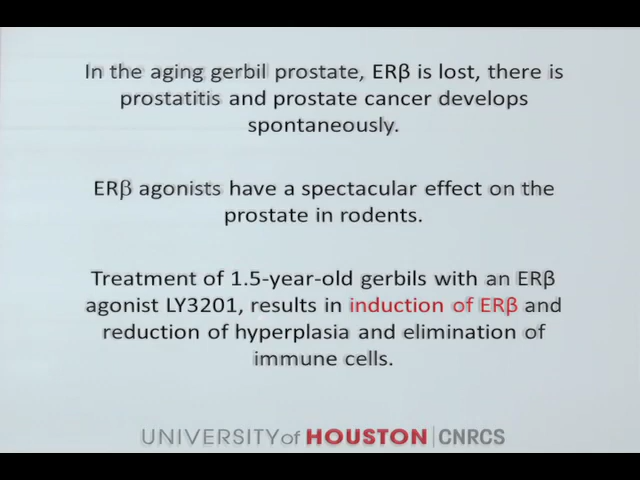 In the aging gerbil prostate, ERβ is lost, there is
prostatitis and prostate cancer develops
spontaneously.
ERβ agonists have a spectacular effect on the
prostate in rodents.
Treatment of 1.5-year-old gerbils with an ERβ
agonist LY3201, results in induction of ERβ and
reduction of hyperplasia and elimination of
immune cells.
UNIVERSITY of HOUSTON | CNRCS